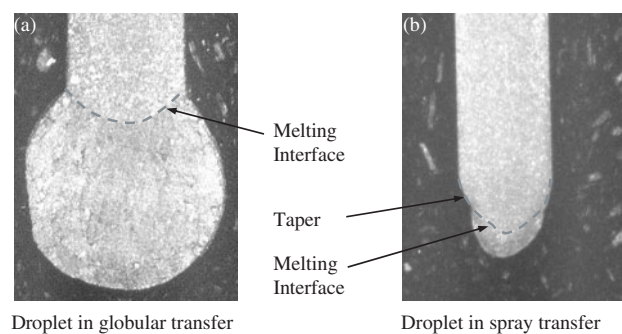 (a)
(b)
Melting
Interface
Taper
Melting
Interface
Droplet in globular transfer
Droplet in spray transfer